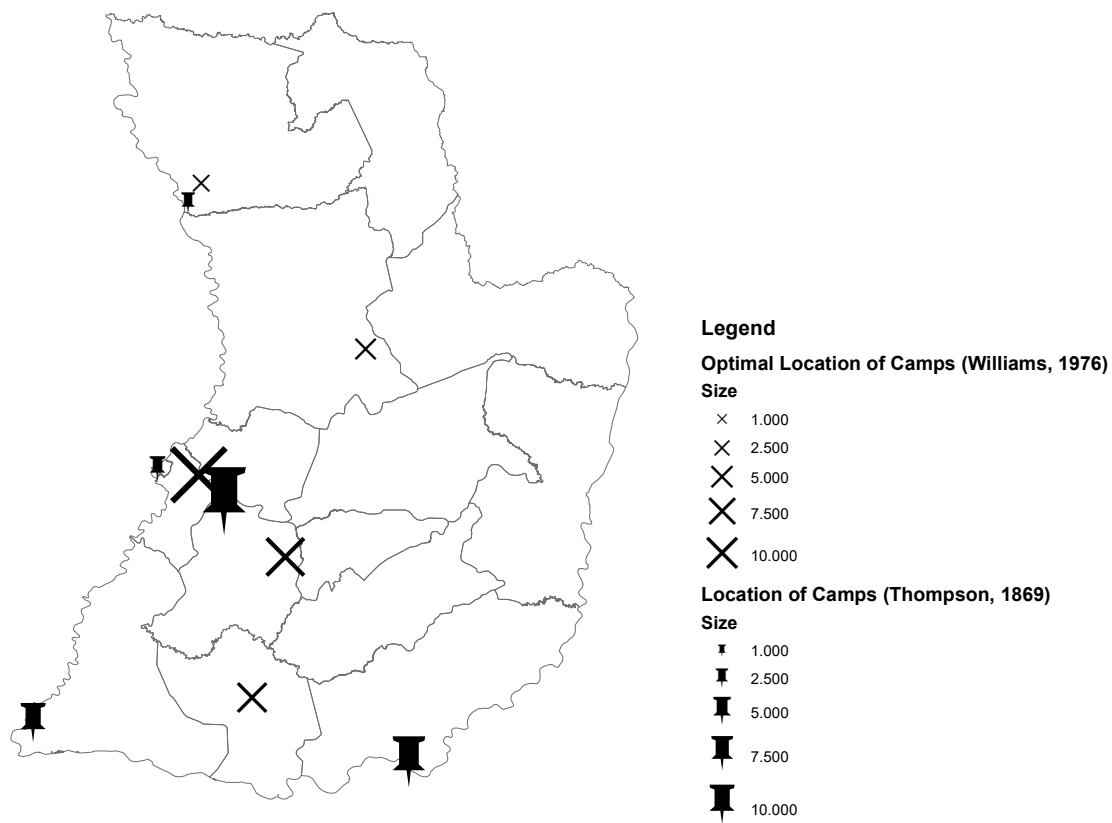 Legend
Optimal Location of Camps (Williams, 1976)
Size
1.000
2.500
5.000
7.500
10.000
Location of Camps (Thompson, 1869)
Size
1.000
2.500
5.000
7.500
10.000